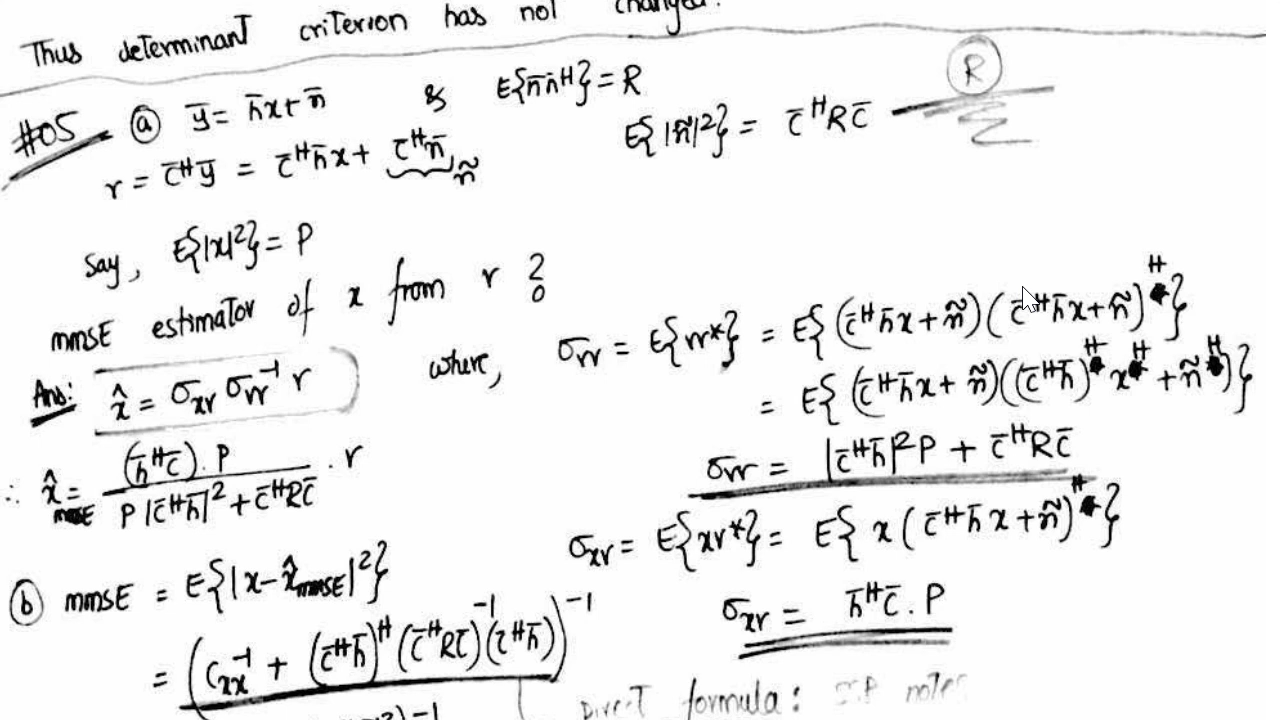 Thus determinant criterion has not changed.
#05 ⓐ ȳ = h̄x + n̄ & E{n̄n̄ᴴ} = R Ⓡ
r = c̄ᴴȳ = c̄ᴴh̄x + c̄ᴴn̄ ñ E{|ñ|²} = c̄ᴴRc̄
Say, E{|x|²} = P
mmSE estimator of x from r ?
Ans: x̂ = σxr σrr⁻¹ r where, σrr = E{rr*} = E{(c̄ᴴh̄x + ñ)(c̄ᴴh̄x + ñ)ᴴ}
= E{(c̄ᴴh̄x + ñ)((c̄ᴴh̄)ᴴ xᴴ + ñᴴ)}
σrr = |c̄ᴴh̄|²P + c̄ᴴRc̄
∴ x̂mmSE = (h̄ᴴc̄).P / P|c̄ᴴh̄|² + c̄ᴴRc̄ . r
σxr = E{xr*} = E{x(c̄ᴴh̄x + ñ)ᴴ}
σxr = h̄ᴴc̄.P
ⓑ mmSE = E{|x - x̂mmSE|²}
= (Cxx⁻¹ + (c̄ᴴh̄)ᴴ(c̄ᴴRc̄)⁻¹(c̄ᴴh̄))⁻¹
Direct formula: notes